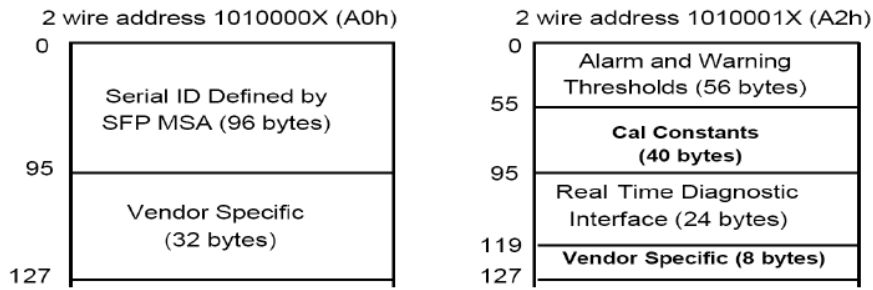 2 wire address 1010000X (A0h)
0
Serial ID Defined by
SFP MSA (96 bytes)
95
Vendor Specific
(32 bytes)
127
2 wire address 1010001X (A2h)
0
Alarm and Warning
Thresholds (56 bytes)
55
Cal Constants
(40 bytes)
95
Real Time Diagnostic
Interface (24 bytes)
119
Vendor Specific (8 bytes)
127